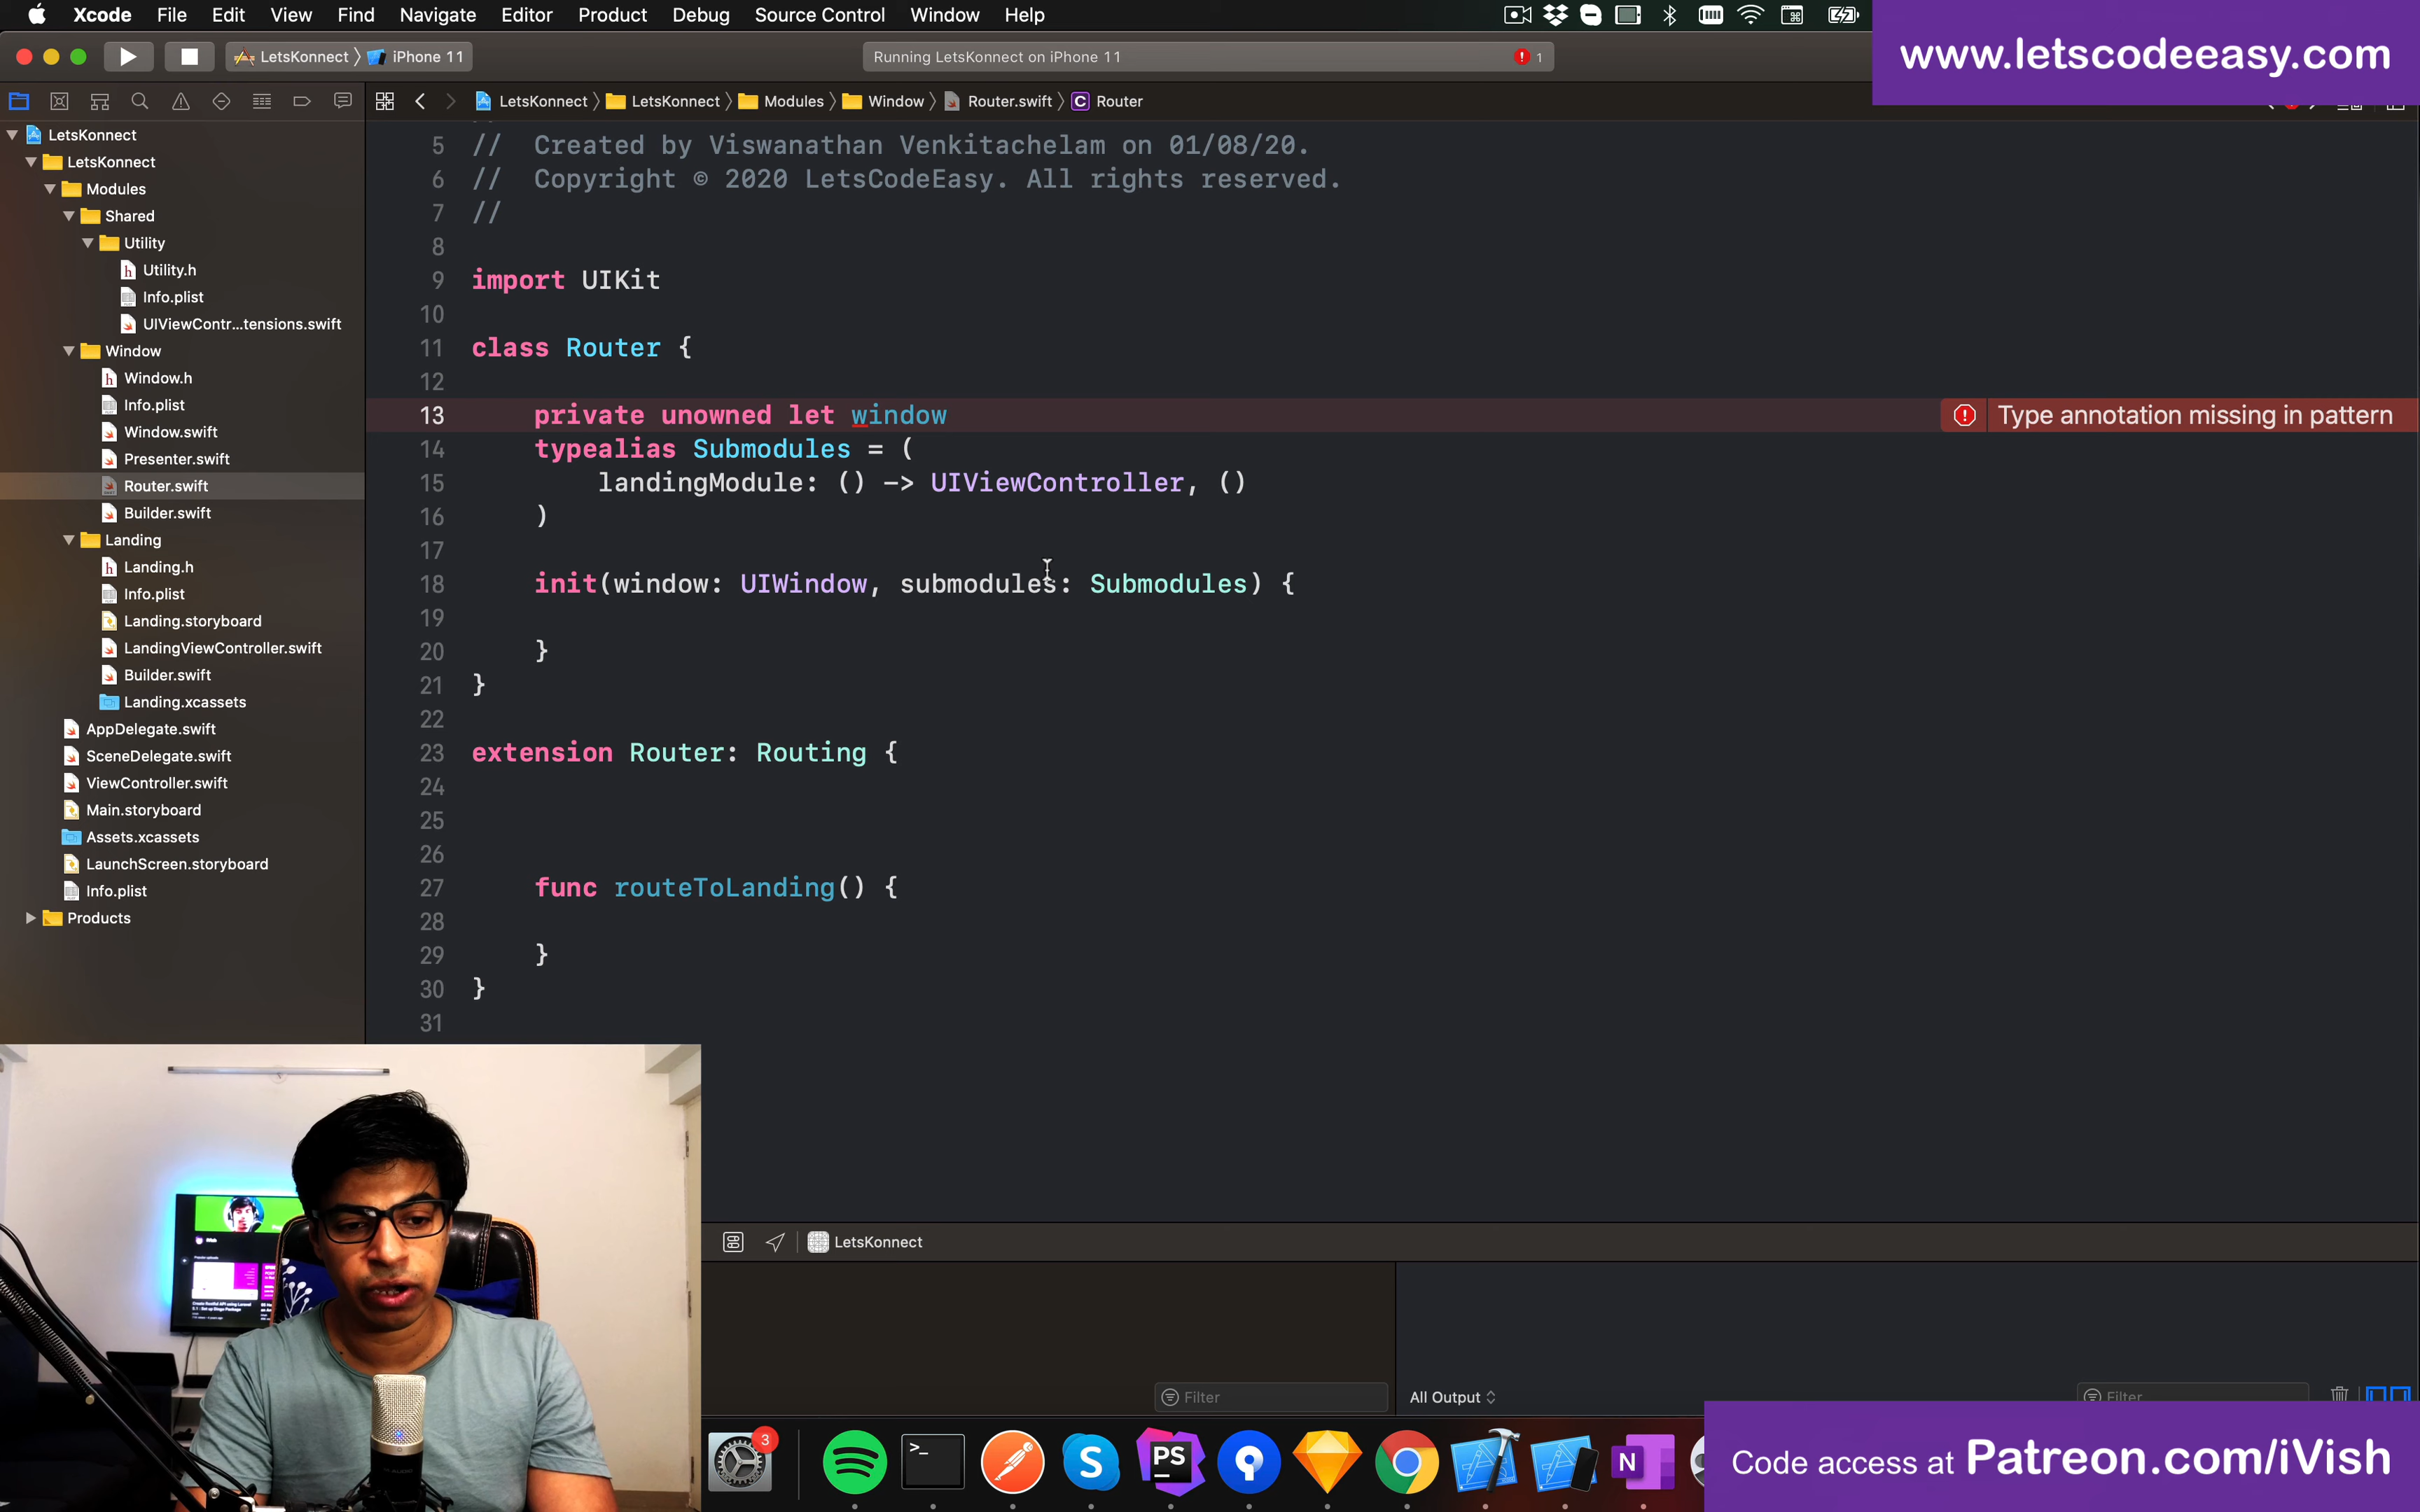 Xcode File Edit View Find Navigate Editor Product Debug Source Control Window Help
www.letscodeeasy.com
LetsKonnect iPhone 11
Running LetsKonnect on iPhone 11
1
LetsKonnect LetsKonnect Modules Window Router.swift C Router
LetsKonnect
LetsKonnect
Modules
Shared
Utility
h Utility.h
Info.plist
UIViewContr...tensions.swift
Window
h Window.h
Info.plist
Window.swift
Presenter.swift
Router.swift
Builder.swift
Landing
h Landing.h
Info.plist
Landing.storyboard
LandingViewController.swift
Builder.swift
Landing.xcassets
AppDelegate.swift
SceneDelegate.swift
ViewController.swift
Main.storyboard
Assets.xcassets
LaunchScreen.storyboard
Info.plist
Products
5 //  Created by Viswanathan Venkitachelam on 01/08/20.
6 //  Copyright © 2020 LetsCodeEasy. All rights reserved.
7 //
8
9 import UIKit
10
11 class Router {
12
13     private unowned let window
Type annotation missing in pattern
14     typealias Submodules = (
15         landingModule: () -> UIViewController, ()
16     )
17
18     init(window: UIWindow, submodules: Submodules) {
19
20     }
21 }
22
23 extension Router: Routing {
24
25
26
27     func routeToLanding() {
28
29     }
30 }
31
LetsKonnect
Filter
All Output
Filter
3
>_
S
PS
N
Code access at Patreon.com/iVish